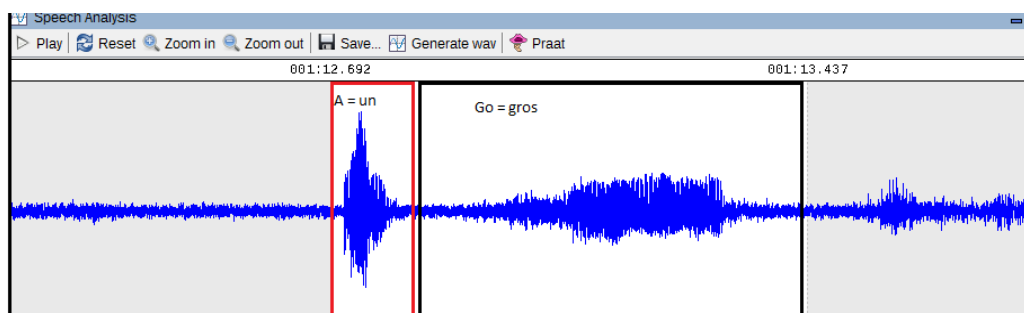 Speech Analysis
Play Reset Zoom in Zoom out Save... Generate wav Praat
001:12.692 001:13.437
A = un
Go = gros